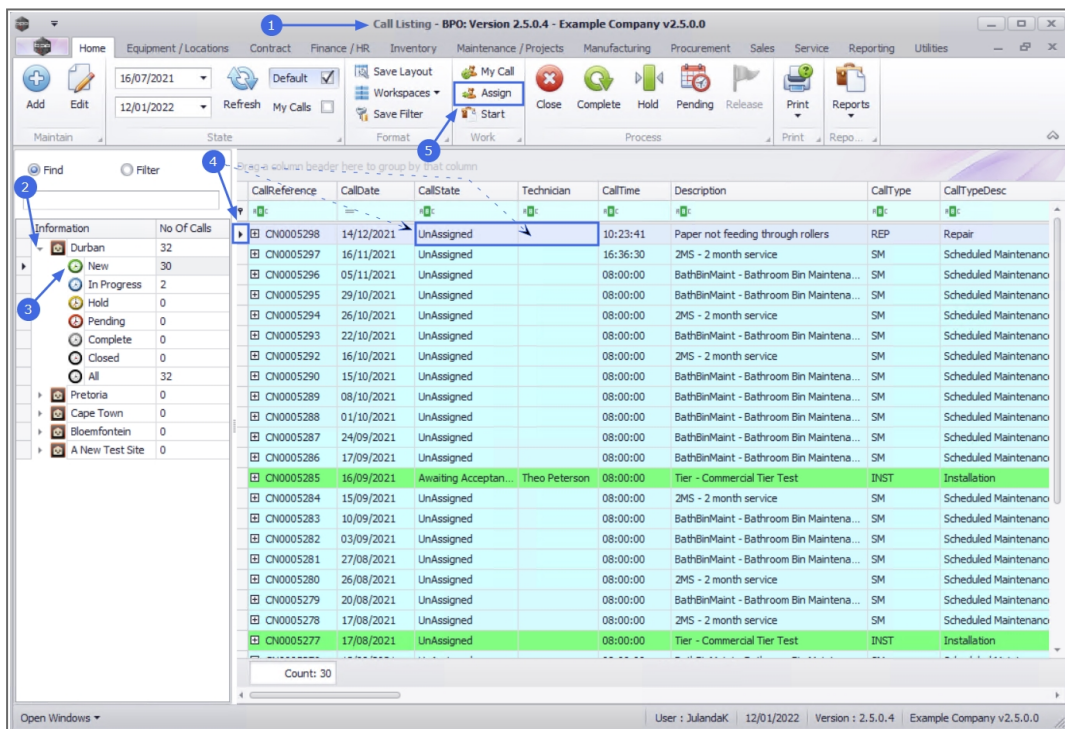 1
Call Listing - BPO: Version 2.5.0.4 - Example Company v2.5.0.0
Home Equipment / Locations Contract Finance / HR Inventory Maintenance / Projects Manufacturing Procurement Sales Service Reporting Utilities
16/07/2021 Default Save Layout My Call
Workspaces Assign
Add Edit 12/01/2022 Refresh My Calls Save Filter Start Close Complete Hold Pending Release Print Reports
Maintain State Format Work Process Print Repo...
5
4
Find Filter
Drag a column header here to group by that column
2
CallReference CallDate CallState Technician CallTime Description CallType CallTypeDesc
Information No Of Calls
Durban 32
New 30
3
In Progress 2
Hold 0
Pending 0
Complete 0
Closed 0
All 32
Pretoria 0
Cape Town 0
Bloemfontein 0
A New Test Site 0
CN0005298 14/12/2021 UnAssigned 10:23:41 Paper not feeding through rollers REP Repair
CN0005297 16/11/2021 UnAssigned 16:36:30 2MS - 2 month service SM Scheduled Maintenance
CN0005296 05/11/2021 UnAssigned 08:00:00 BathBinMaint - Bathroom Bin Maintena... SM Scheduled Maintenance
CN0005295 29/10/2021 UnAssigned 08:00:00 BathBinMaint - Bathroom Bin Maintena... SM Scheduled Maintenance
CN0005294 26/10/2021 UnAssigned 08:00:00 2MS - 2 month service SM Scheduled Maintenance
CN0005293 22/10/2021 UnAssigned 08:00:00 BathBinMaint - Bathroom Bin Maintena... SM Scheduled Maintenance
CN0005292 16/10/2021 UnAssigned 08:00:00 2MS - 2 month service SM Scheduled Maintenance
CN0005290 15/10/2021 UnAssigned 08:00:00 BathBinMaint - Bathroom Bin Maintena... SM Scheduled Maintenance
CN0005289 08/10/2021 UnAssigned 08:00:00 BathBinMaint - Bathroom Bin Maintena... SM Scheduled Maintenance
CN0005288 01/10/2021 UnAssigned 08:00:00 BathBinMaint - Bathroom Bin Maintena... SM Scheduled Maintenance
CN0005287 24/09/2021 UnAssigned 08:00:00 BathBinMaint - Bathroom Bin Maintena... SM Scheduled Maintenance
CN0005286 17/09/2021 UnAssigned 08:00:00 BathBinMaint - Bathroom Bin Maintena... SM Scheduled Maintenance
CN0005285 16/09/2021 Awaiting Acceptan... Theo Peterson 08:00:00 Tier - Commercial Tier Test INST Installation
CN0005284 15/09/2021 UnAssigned 08:00:00 2MS - 2 month service SM Scheduled Maintenance
CN0005283 10/09/2021 UnAssigned 08:00:00 BathBinMaint - Bathroom Bin Maintena... SM Scheduled Maintenance
CN0005282 03/09/2021 UnAssigned 08:00:00 BathBinMaint - Bathroom Bin Maintena... SM Scheduled Maintenance
CN0005281 27/08/2021 UnAssigned 08:00:00 BathBinMaint - Bathroom Bin Maintena... SM Scheduled Maintenance
CN0005280 26/08/2021 UnAssigned 08:00:00 2MS - 2 month service SM Scheduled Maintenance
CN0005279 20/08/2021 UnAssigned 08:00:00 BathBinMaint - Bathroom Bin Maintena... SM Scheduled Maintenance
CN0005278 17/08/2021 UnAssigned 08:00:00 2MS - 2 month service SM Scheduled Maintenance
CN0005277 17/08/2021 UnAssigned 08:00:00 Tier - Commercial Tier Test INST Installation
Count: 30
Open Windows User : JulandaK 12/01/2022 Version : 2.5.0.4 Example Company v2.5.0.0